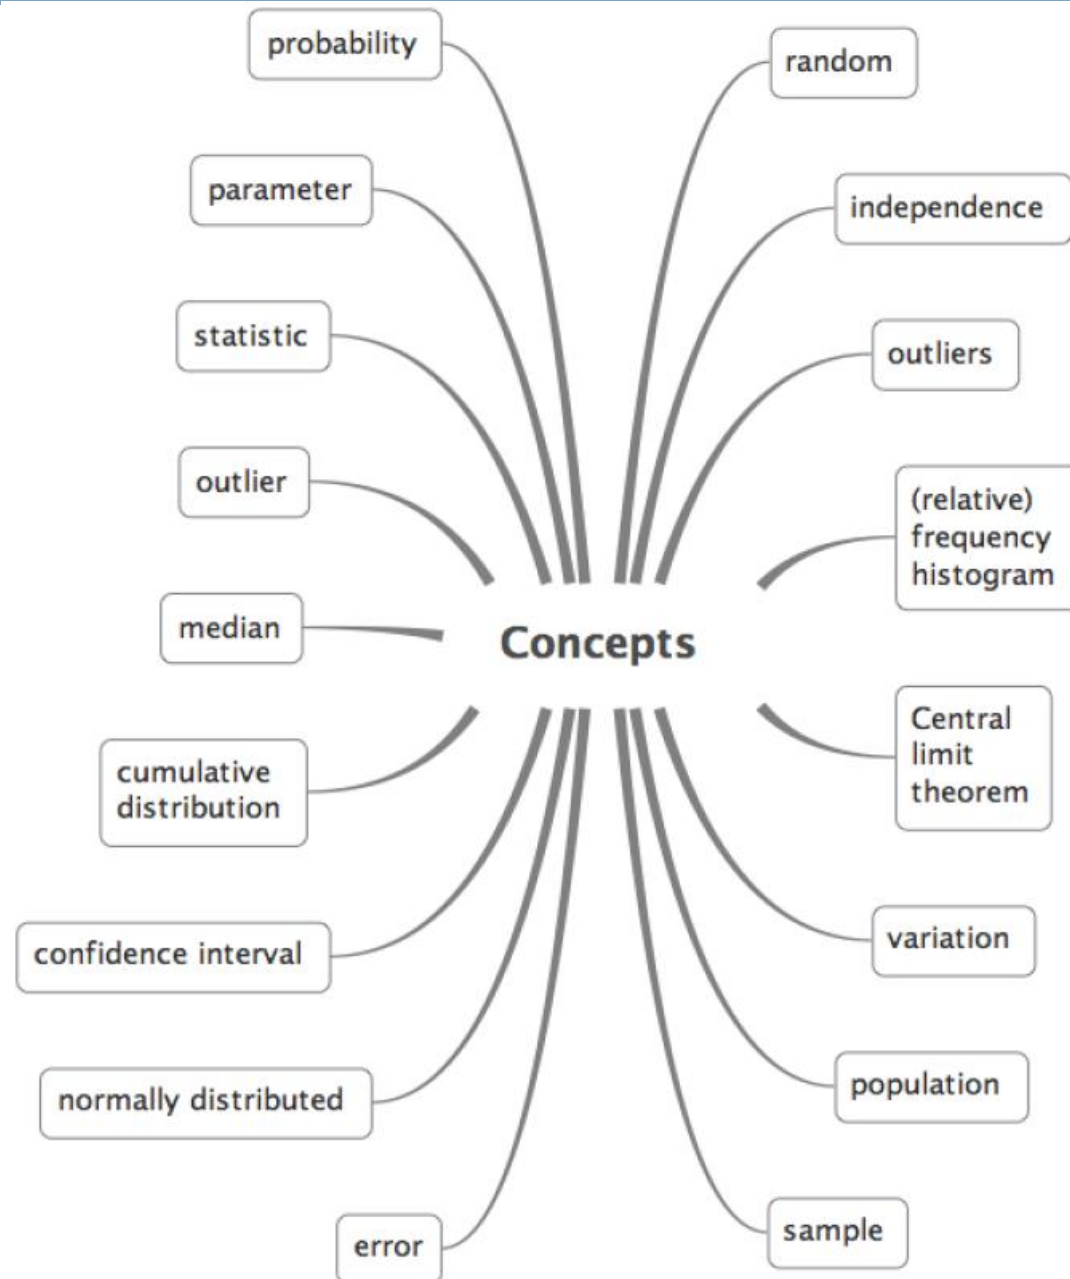 probability
random
parameter
independence
statistic
outliers
outlier
(relative)
frequency
histogram
median
Concepts
Central
limit
theorem
cumulative
distribution
variation
confidence interval
population
normally distributed
sample
error